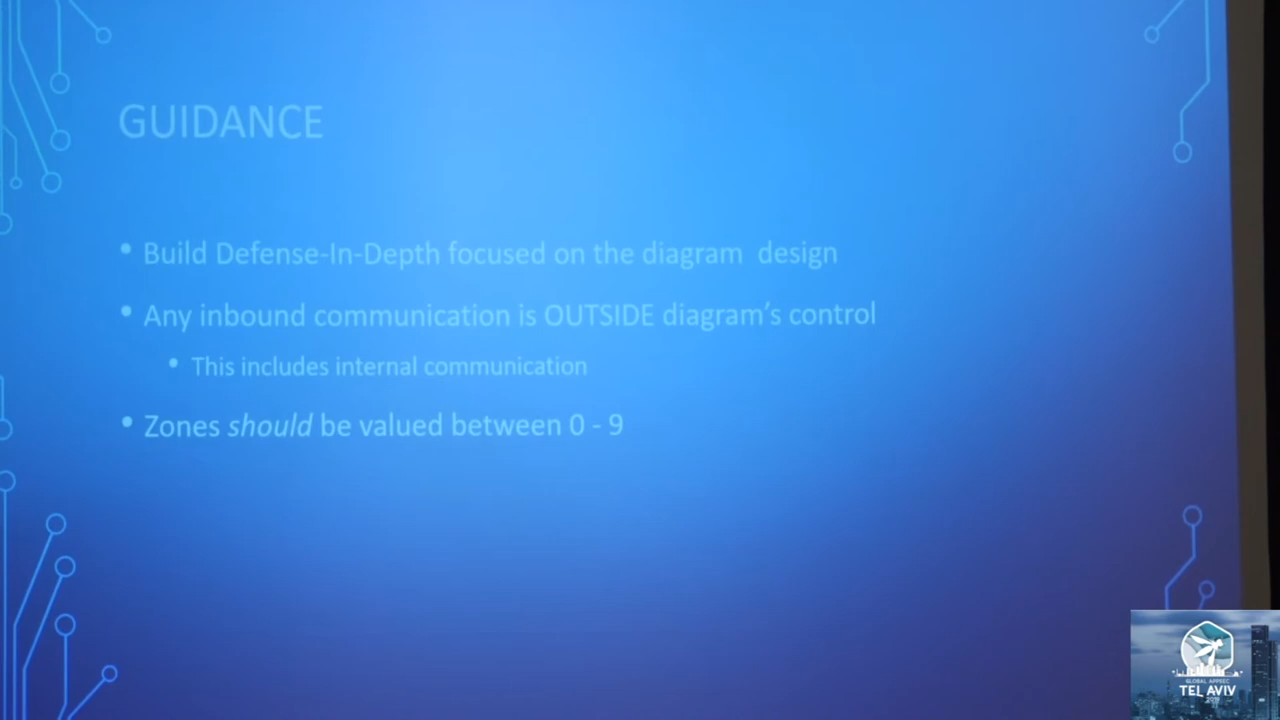 GUIDANCE
• Build Defense-In-Depth focused on the diagram design
• Any inbound communication is OUTSIDE diagram's control
• This includes internal communication
• Zones should be valued between 0 - 9
GLOBAL APPSEC
TEL AVIV
2019